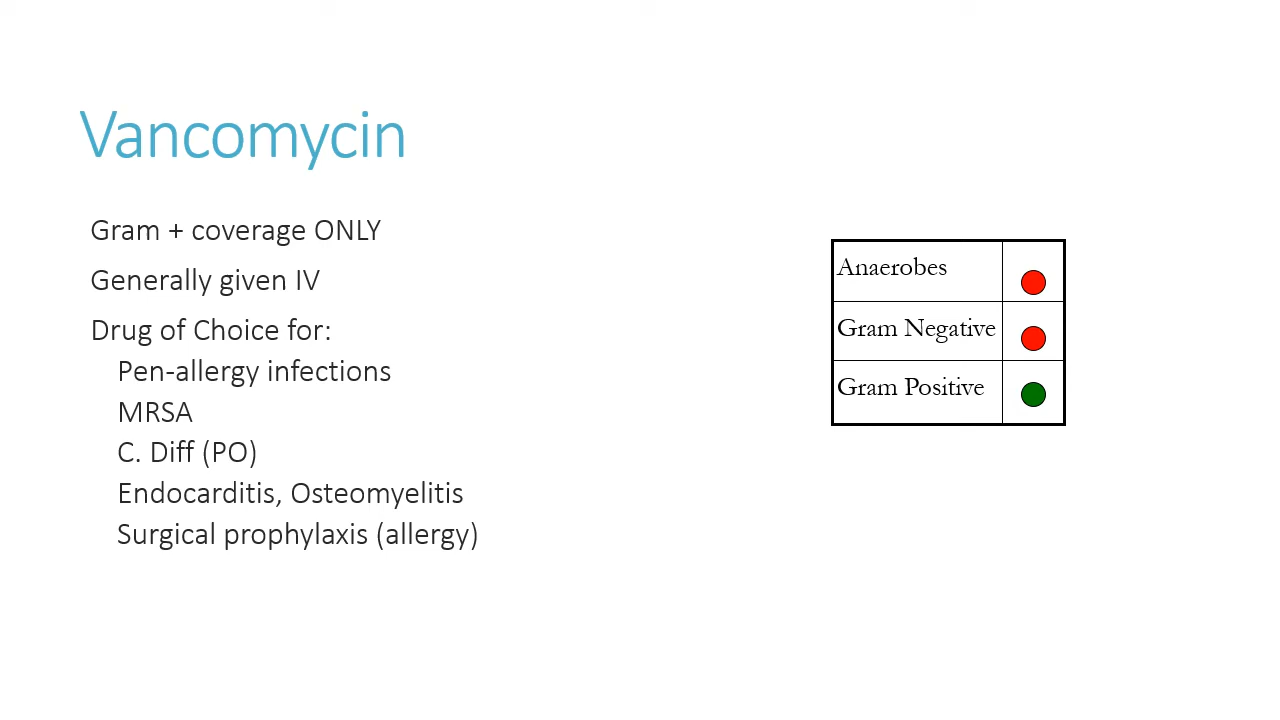 Vancomycin
Gram + coverage ONLY
Generally given IV
Drug of Choice for:
Pen-allergy infections
MRSA
C. Diff (PO)
Endocarditis, Osteomyelitis
Surgical prophylaxis (allergy)
Anaerobes
Gram Negative
Gram Positive